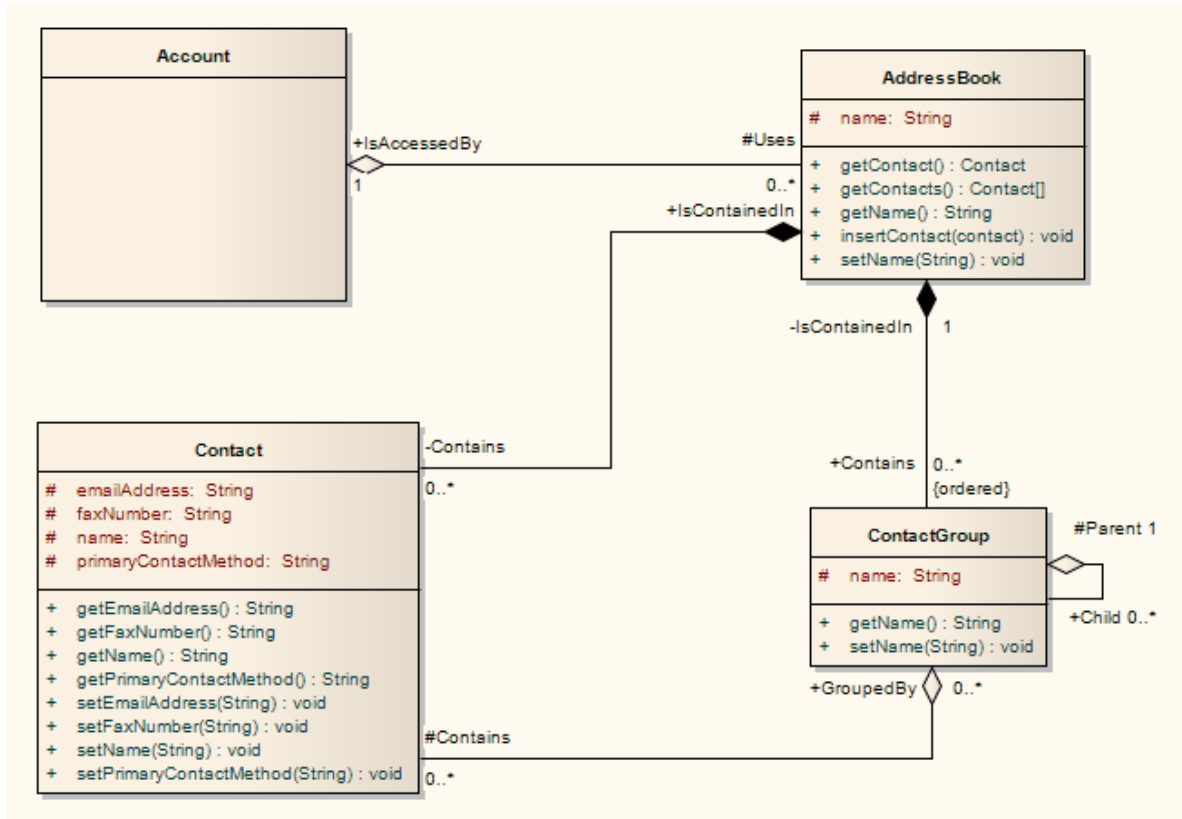 Account
AddressBook
# name: String
+ getContact() : Contact
+ getContacts() : Contact[]
+ getName() : String
+ insertContact(contact) : void
+ setName(String) : void
+IsAccessedBy
1
#Uses
0..*
+IsContainedIn
-IsContainedIn 1
-Contains
0..*
+Contains 0..*
{ordered}
Contact
# emailAddress: String
# faxNumber: String
# name: String
# primaryContactMethod: String
+ getEmailAddress() : String
+ getFaxNumber() : String
+ getName() : String
+ getPrimaryContactMethod() : String
+ setEmailAddress(String) : void
+ setFaxNumber(String) : void
+ setName(String) : void
+ setPrimaryContactMethod(String) : void
ContactGroup
# name: String
+ getName() : String
+ setName(String) : void
#Parent 1
+Child 0..*
+GroupedBy 0..*
#Contains
0..*